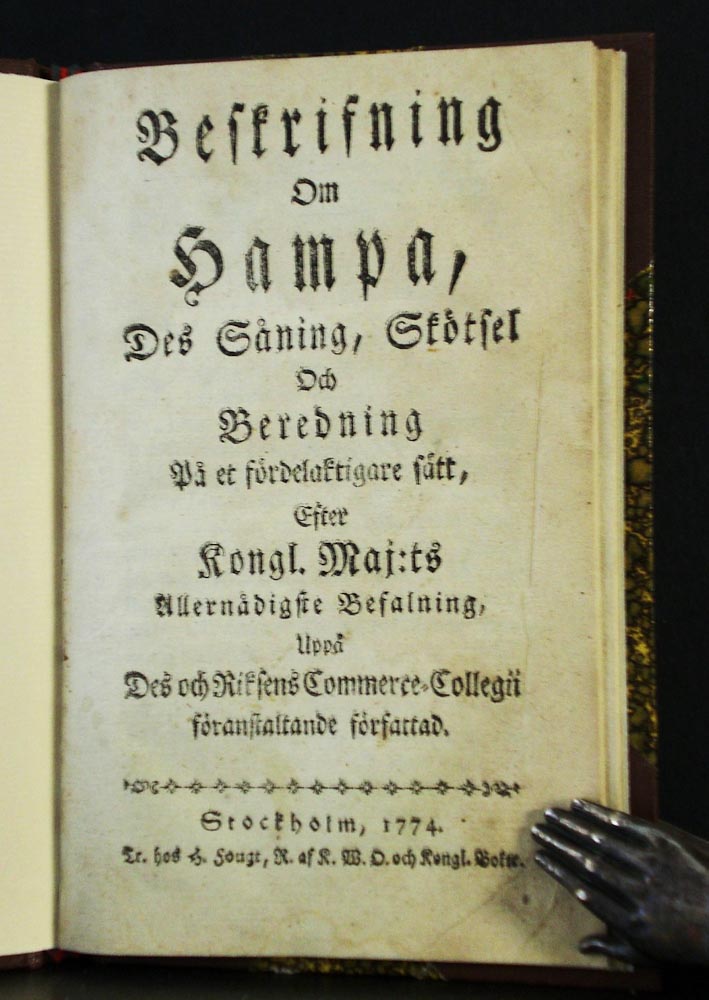 Beskrifning
Om
Hampa,
Des Såning, Skötsel
Och
Beredning
På et fördelaktigare sätt,
Efter
Kongl. Maj:ts
Allernådigste Befalning,
Uppå
Des och Riksens Commerce-Collegii
föranstaltande författad.
Stockholm, 1774.
Tr. hos H. Fougt, R. af K. W. O. och Kongl. Boktr.